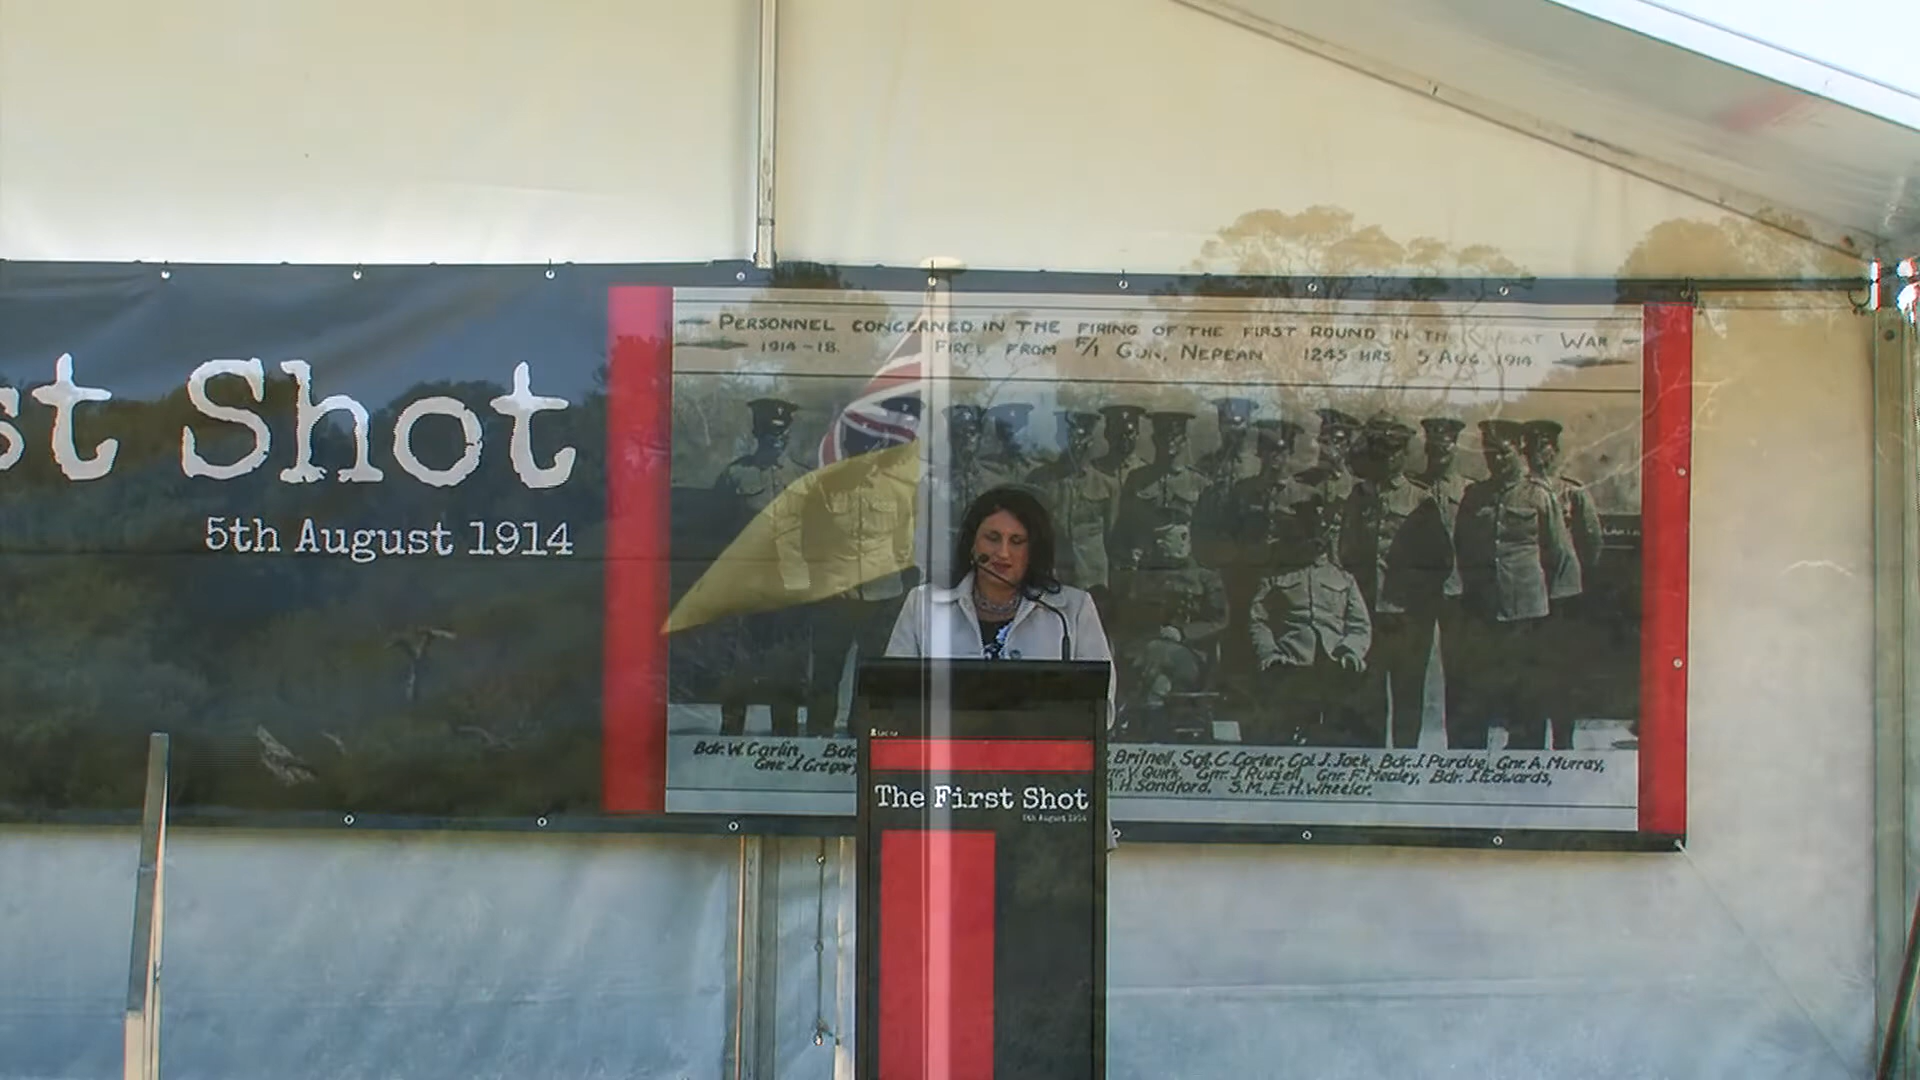 st Shot
5th August 1914
PERSONNEL CONCERNED IN THE FIRING OF THE FIRST ROUND IN THE GREAT WAR
1914-18. FIRED FROM F/1 GUN, NEPEAN 1245 HRS. 5 AUG. 1914
Bdr. W. Carlin, Bdr.
Gnr. J. Gregory
Britnell, Sgt. C. Carter, Cpl. J. Jack, Bdr. J. Purdue, Gnr. A. Murray,
V. Quirk, Gnr. J. Russell, Gnr. F. Mealey, Bdr. J. Edwards,
A.H. Sandford. S.M., E.H. Wheeler.
The First Shot
5th August 1914